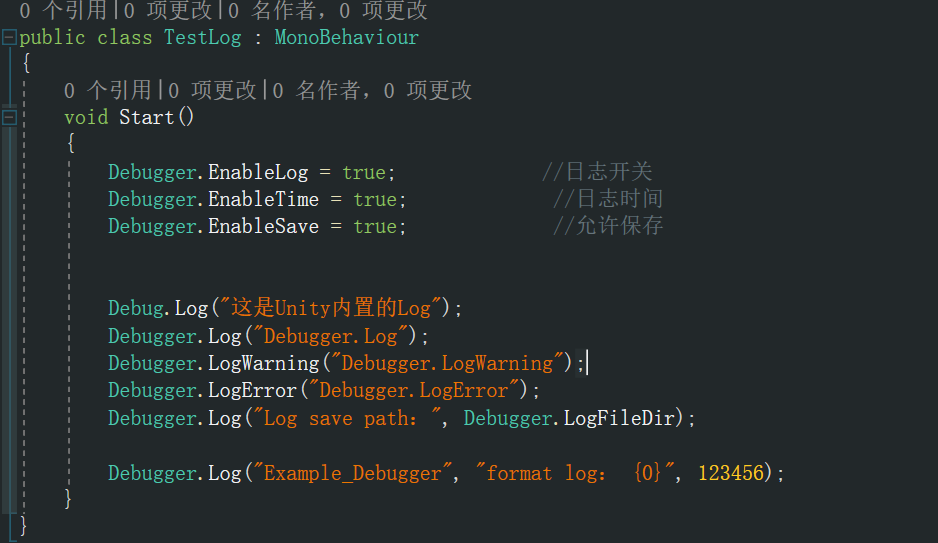 0 个引用|0 项更改|0 名作者，0 项更改
public class TestLog : MonoBehaviour
{
0 个引用|0 项更改|0 名作者，0 项更改
void Start()
{
Debugger.EnableLog = true; //日志开关
Debugger.EnableTime = true; //日志时间
Debugger.EnableSave = true; //允许保存
Debug.Log("这是Unity内置的Log");
Debugger.Log("Debugger.Log");
Debugger.LogWarning("Debugger.LogWarning");
Debugger.LogError("Debugger.LogError");
Debugger.Log("Log save path：", Debugger.LogFileDir);
Debugger.Log("Example_Debugger", "format log： {0}", 123456);
}
}